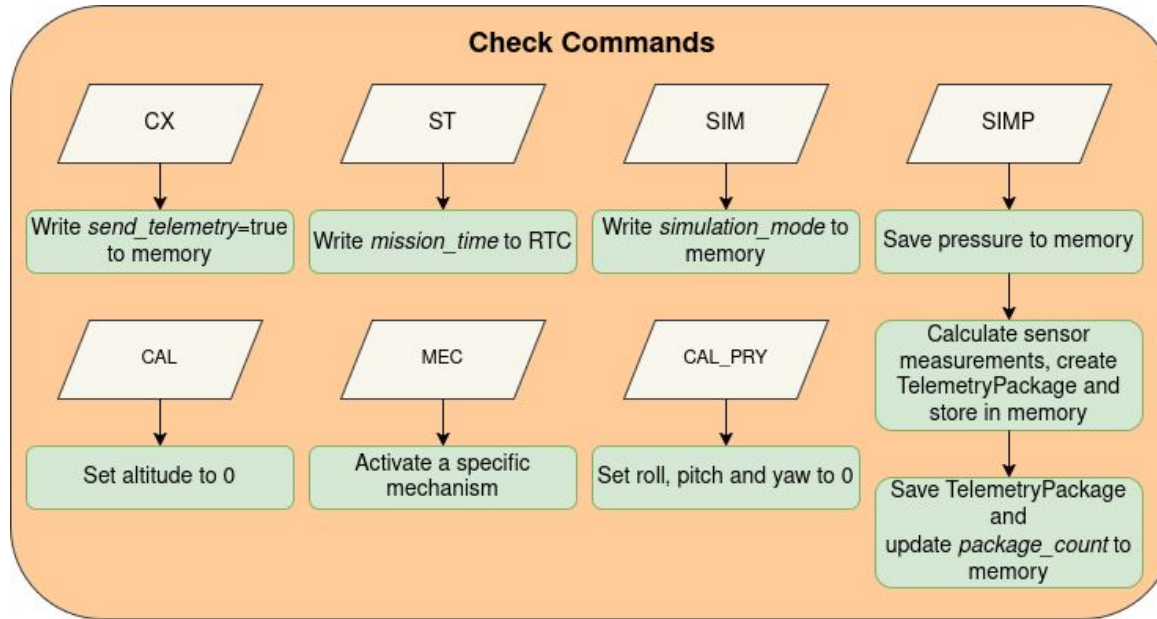 Check Commands
CX
ST
SIM
SIMP
Write send_telemetry=true
to memory
Write mission_time to RTC
Write simulation_mode to
memory
Save pressure to memory
Calculate sensor
measurements, create
TelemetryPackage and
store in memory
Save TelemetryPackage
and
update package_count to
memory
CAL
MEC
CAL_PRY
Set altitude to 0
Activate a specific
mechanism
Set roll, pitch and yaw to 0